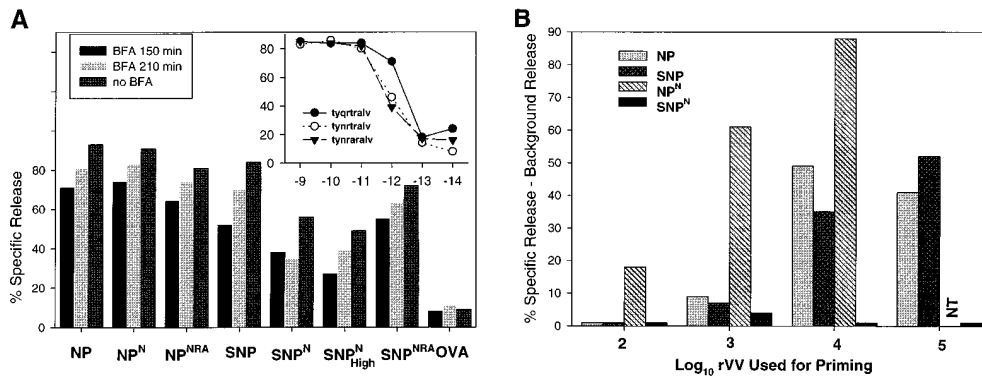 A
BFA 150 min
BFA 210 min
no BFA
% Specific Release
80
60
40
20
0
80
60
40
20
0
tyqrtralv
tynrtralv
tynraralv
-9 -10 -11 -12 -13 -14
NP NP^N NP^NRA SNP SNP^N SNP^N High SNP^NRA OVA
B
NP
SNP
NP^N
SNP^N
% Specific Release - Background Release
90
80
70
60
50
40
30
20
10
0
NT
2 3 4 5
Log10 rVV Used for Priming